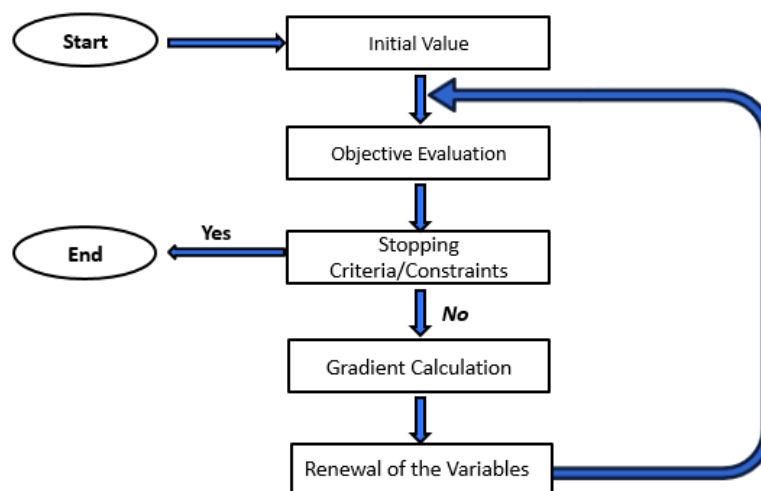 Start
Initial Value
Objective Evaluation
Yes
End
Stopping
Criteria/Constraints
No
Gradient Calculation
Renewal of the Variables